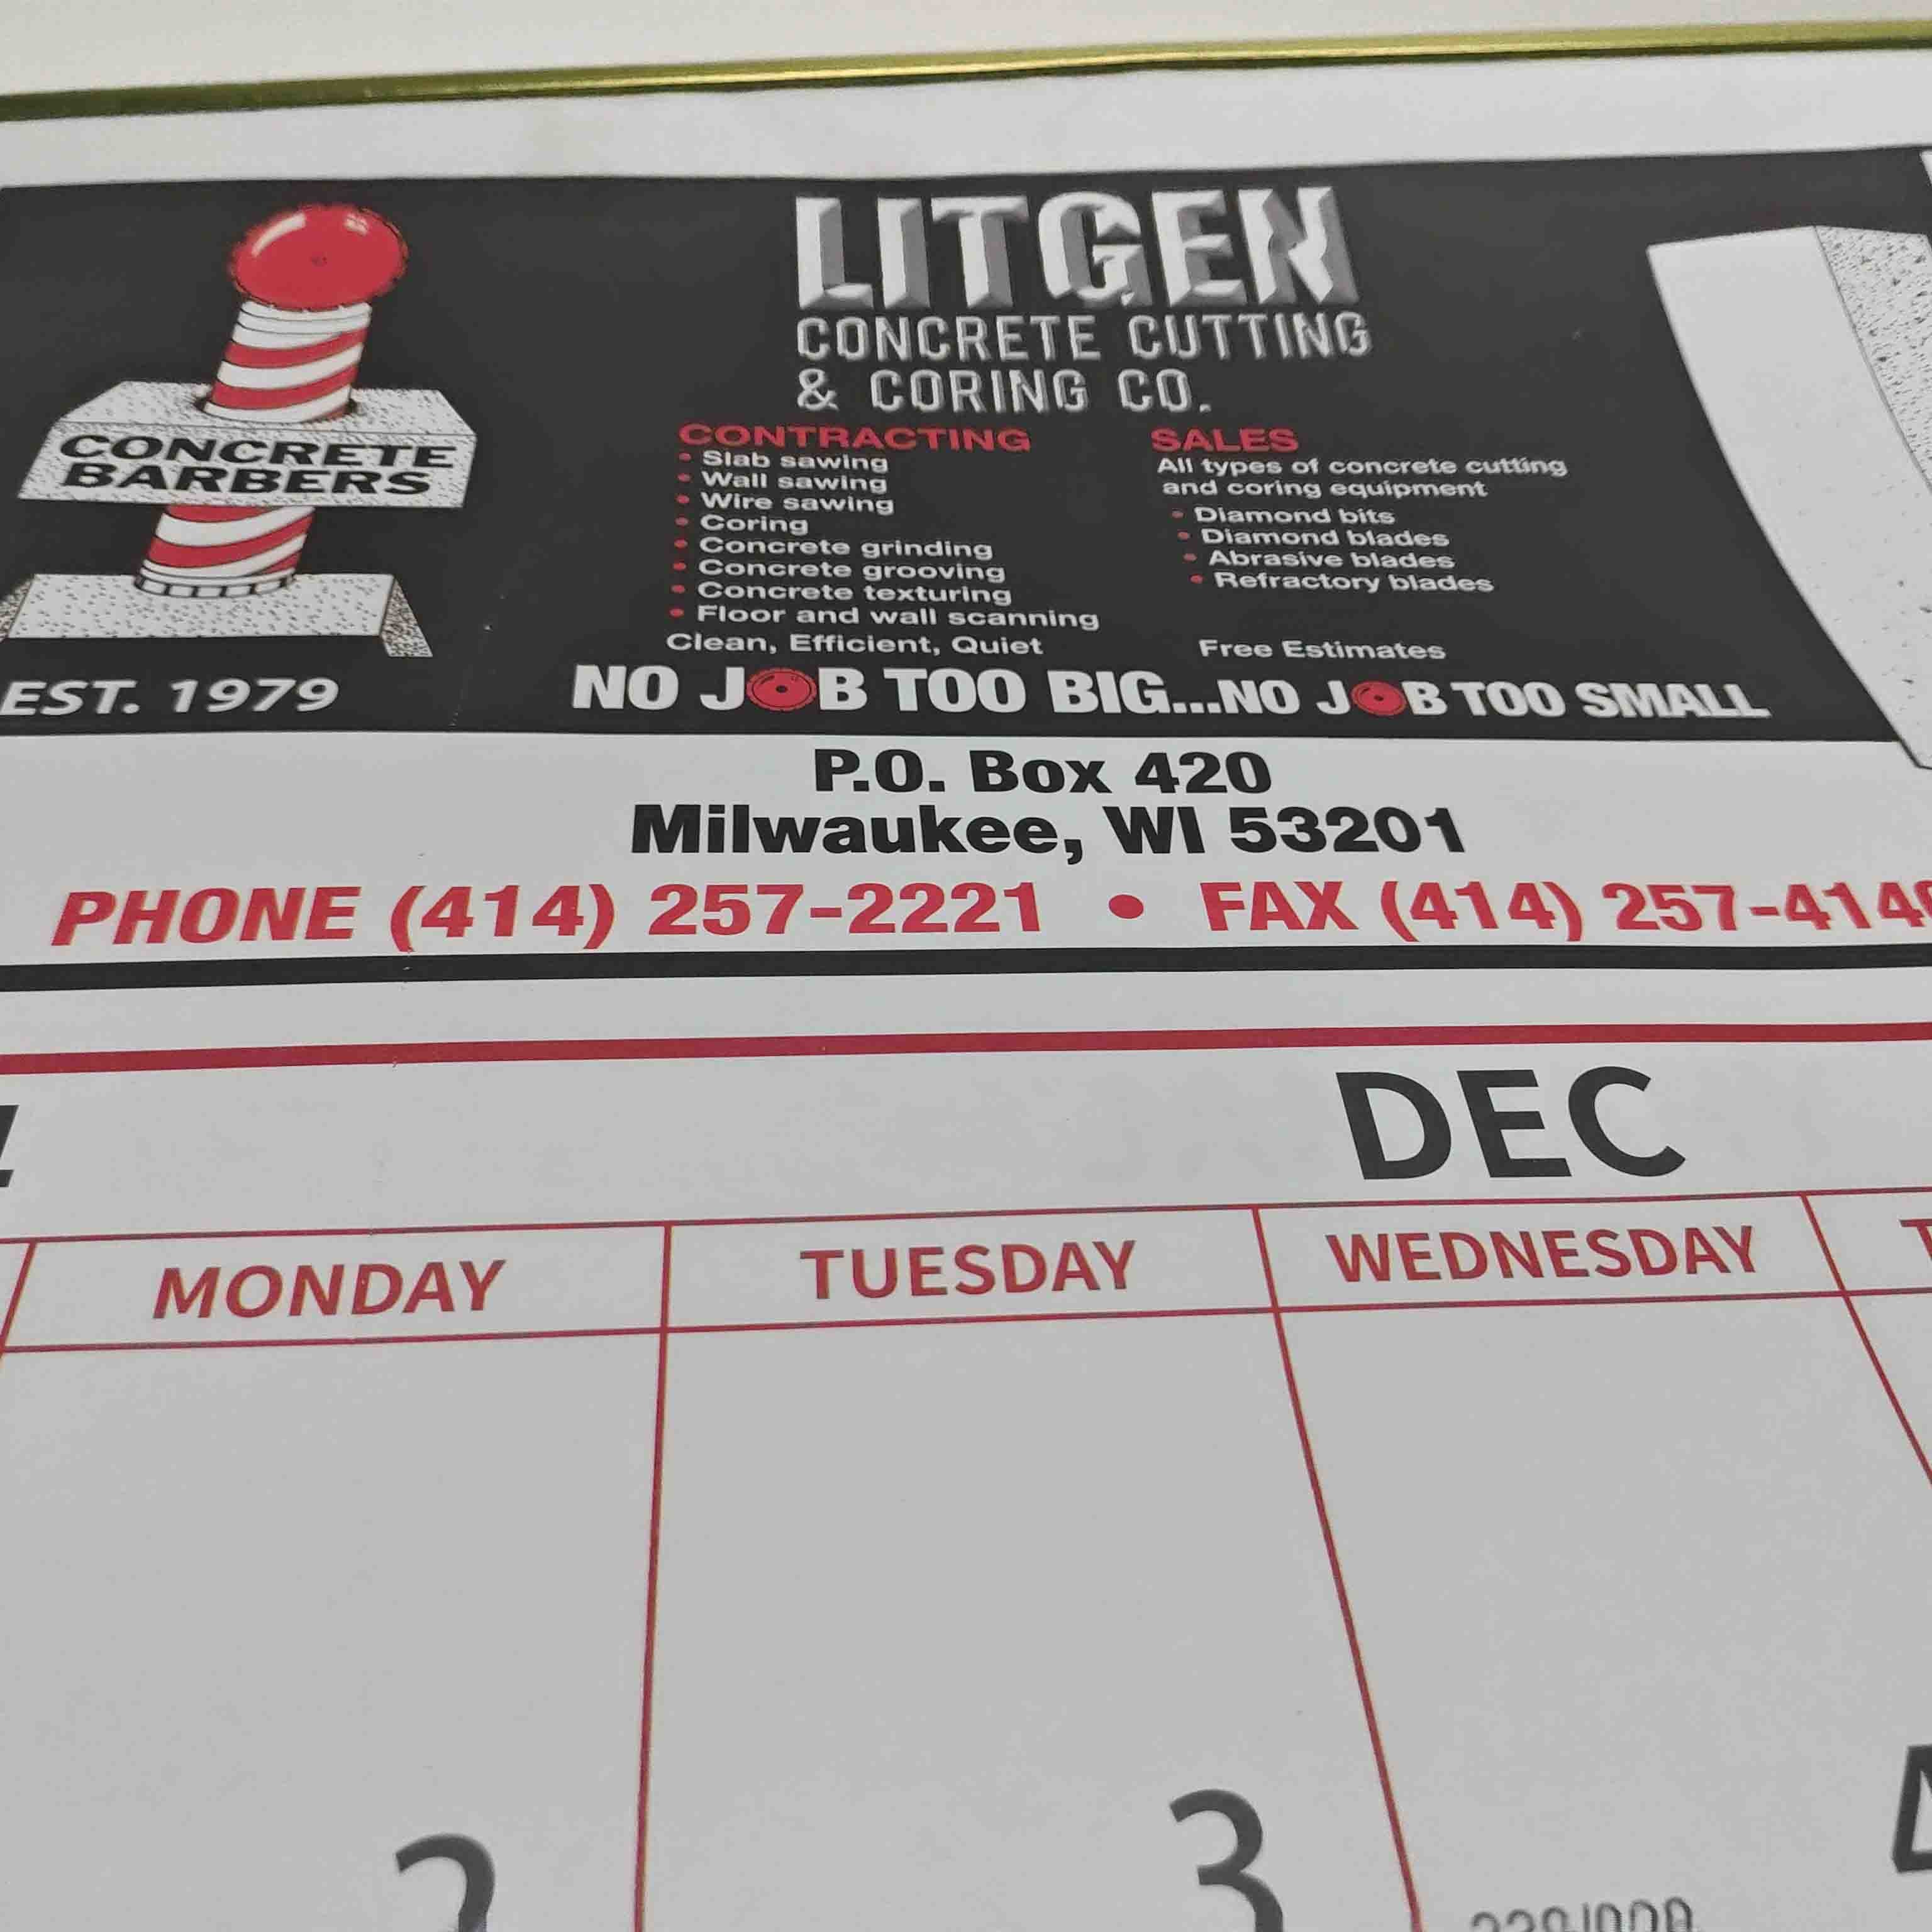 LITGEN
CONCRETE CUTTING
& CORING CO.
CONCRETE
BARBERS
EST. 1979
CONTRACTING
• Slab sawing
• Wall sawing
• Wire sawing
• Coring
• Concrete grinding
• Concrete grooving
• Concrete texturing
• Floor and wall scanning
Clean, Efficient, Quiet
SALES
All types of concrete cutting
and coring equipment
• Diamond bits
• Diamond blades
• Abrasive blades
• Refractory blades
Free Estimates
NO JOB TOO BIG...NO JOB TOO SMALL
P.O. Box 420
Milwaukee, WI 53201
PHONE (414) 257-2221 • FAX (414)
DEC
MONDAY TUESDAY WEDNESDAY
2 3 4